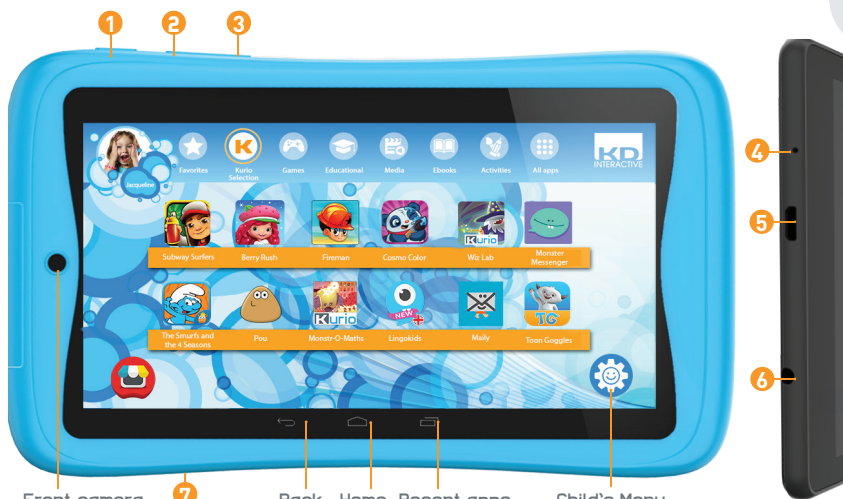 1
2
3
Favorites
Kurio
Selection
Games
Educational
Media
Ebooks
Activities
All apps
KD
INTERACTIVE
Jacqueline
Subway Surfers
Berry Rush
Fireman
Cosmo Color
Kurio
Wiz Lab
Monster
Messenger
The Smurfs and
the 4 Seasons
Pou
Kurio
Monstr-O-Maths
NEW
Lingokids
Maily
TG
Toon Goggles
4
5
6
Front camera
7
Back
Home
Recent apps
Child's Menu